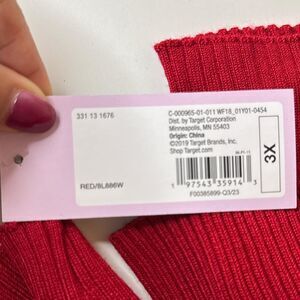 331 13 1676
C-000965-01-011 WF18_01Y01-0454
Dist. by Target Corporation
Minneapolis, MN 55403
Origin: China
©2019 Target Brands, Inc.
Shop Target.com
3X
RED/8L886W
1 97543 35914 3
F00385899-Q3/23